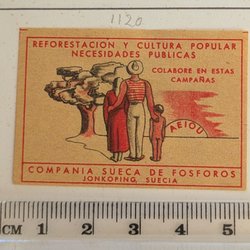 1120
REFORESTACION Y CULTURA POPULAR
NECESIDADES PUBLICAS
COLABORE EN ESTAS
CAMPAÑAS
AEIOU
COMPANIA SUECA DE FOSFOROS
JONKOPING, SUECIA
CM 1 2 3 4 5